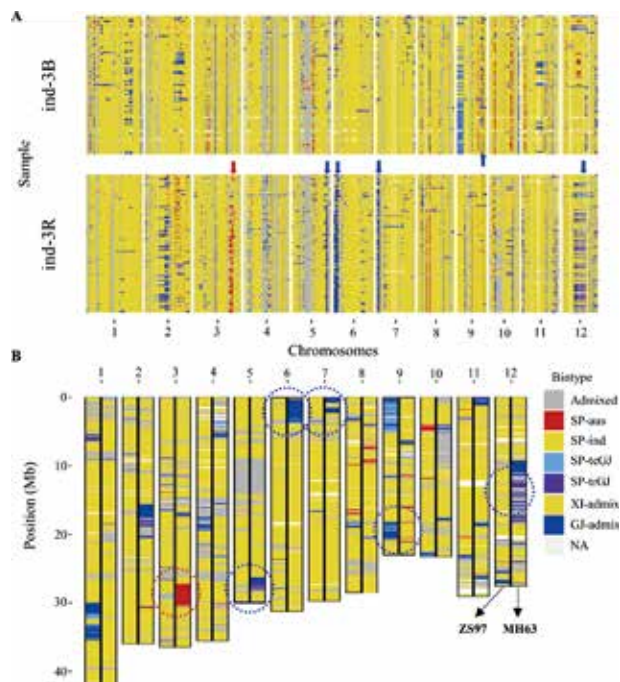 A
ind-3B
Sample
ind-3R
1 2 3 4 5 6 7 8 9 10 11 12
Chromosomes
B
1 2 3 4 5 6 7 8 9 10 11 12
Position (Mb)
0
10
20
30
40
Biotype
Admixed
SP-aus
SP-ind
SP-teGJ
SP-trGJ
XI-admix
GJ-admix
NA
ZS97
MH63